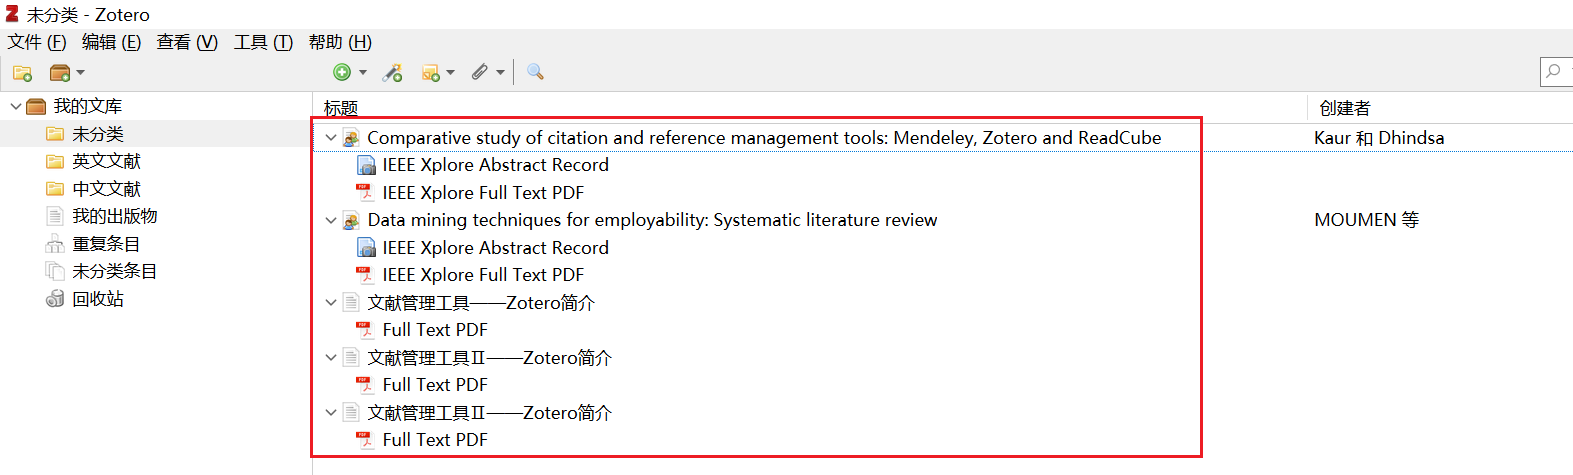 未分类 - Zotero
文件 (F) 编辑 (E) 查看 (V) 工具 (T) 帮助 (H)
我的文库
未分类
英文文献
中文文献
我的出版物
重复条目
未分类条目
回收站
标题 创建者
Comparative study of citation and reference management tools: Mendeley, Zotero and ReadCube Kaur 和 Dhindsa
IEEE Xplore Abstract Record
IEEE Xplore Full Text PDF
Data mining techniques for employability: Systematic literature review MOUMEN 等
IEEE Xplore Abstract Record
IEEE Xplore Full Text PDF
文献管理工具——Zotero简介
Full Text PDF
文献管理工具Ⅱ——Zotero简介
Full Text PDF
文献管理工具Ⅱ——Zotero简介
Full Text PDF